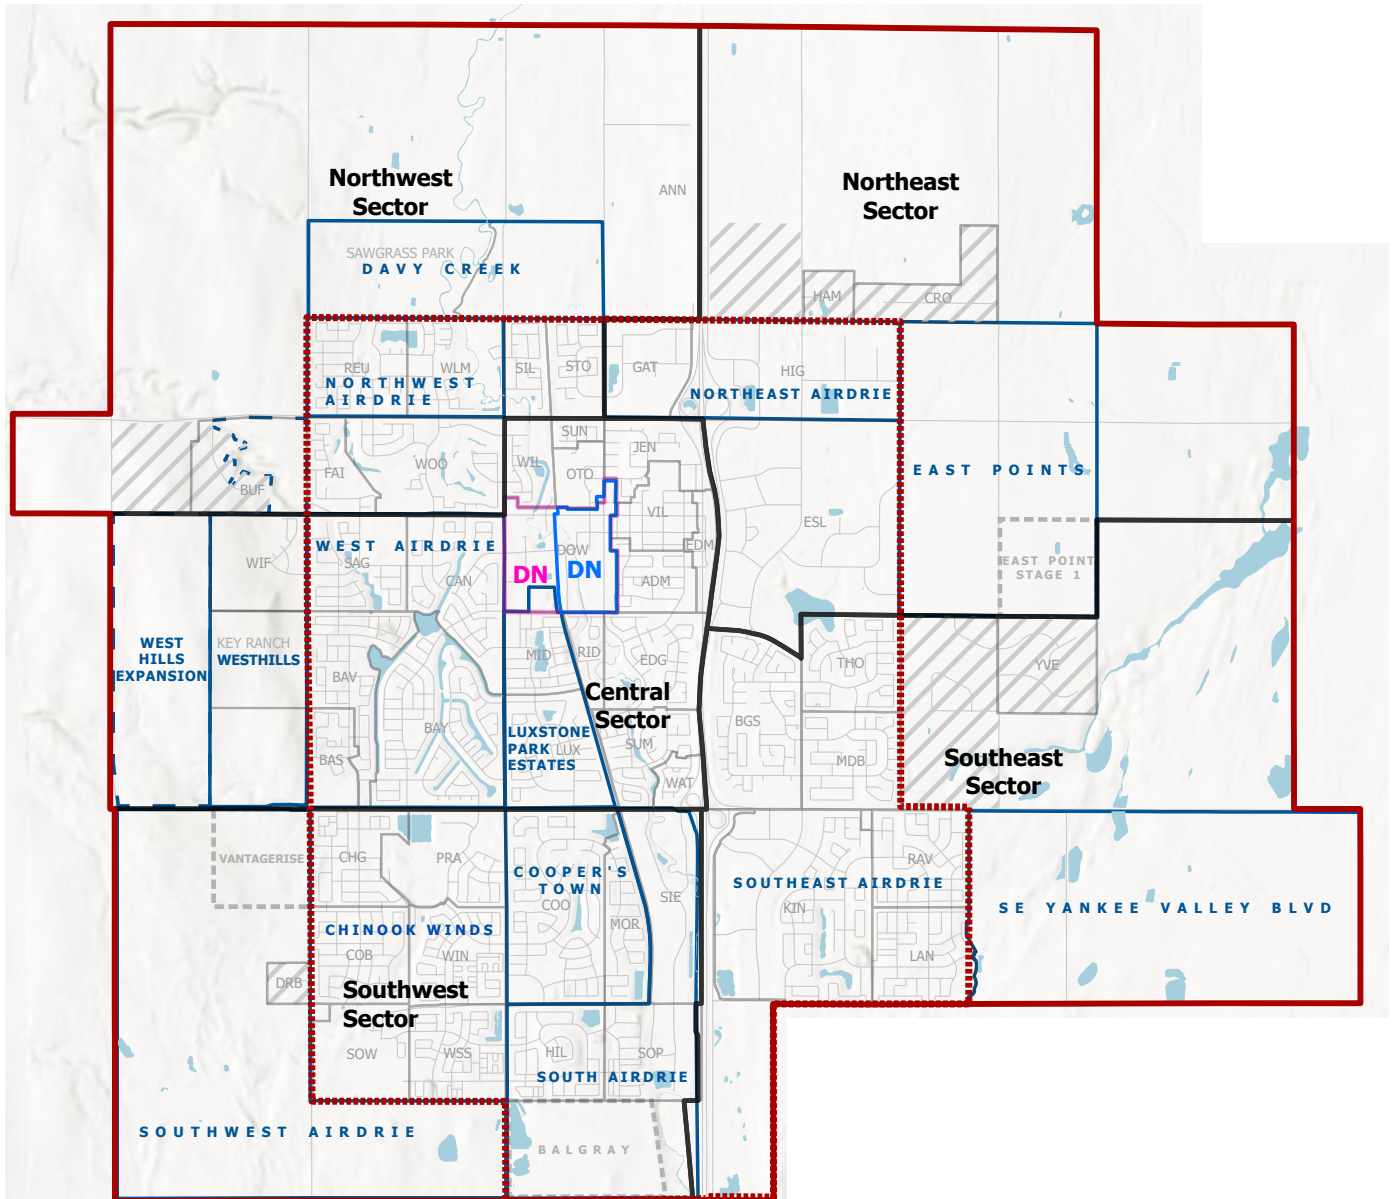 Northwest
Sector
Northeast
Sector
ANN
SAWGRASS PARK
DAVY CREEK
HAM
CRO
REU
WLM
SIL
STO
GAT
HIG
NORTHWEST
AIRDRIE
NORTHEAST AIRDRIE
SUN
JEN
WIL
OTO
FAI
WOO
BUF
EAST POINTS
VIL
ESL
EDM
DOW
WEST AIRDRIE
WIF
SAG
CAN
DN
DN
ADM
EAST POINT
STAGE 1
WEST
HILLS
EXPANSION
KEY RANCH
WESTHILLS
BAV
MID
RID
EDG
THO
YVE
Central
Sector
BAY
BGS
LUXSTONE
PARK
ESTATES
LUX
SUM
BAS
WAT
MDB
Southeast
Sector
VANTAGERISE
CHG
PRA
COOPER'S
TOWN
COO
SIE
SOUTHEAST AIRDRIE
RAV
KIN
SE YANKEE VALLEY BLVD
CHINOOK WINDS
MOR
COB
WIN
LAN
DRB
Southwest
Sector
SOW
WSS
HIL
SOP
SOUTH AIRDRIE
SOUTHWEST AIRDRIE
BALGRAY